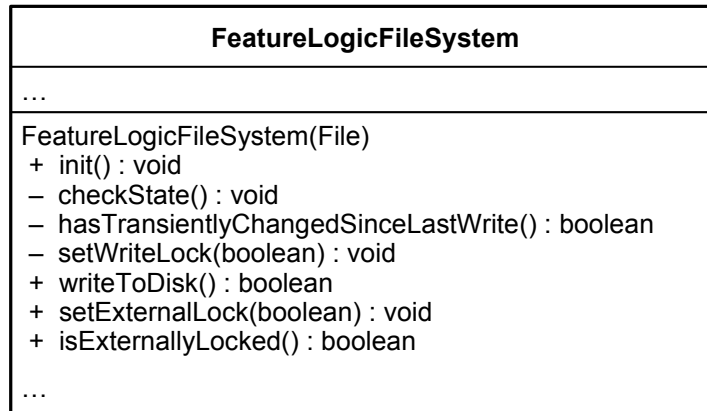 FeatureLogicFileSystem
…
FeatureLogicFileSystem(File)
+ init() : void
– checkState() : void
– hasTransientlyChangedSinceLastWrite() : boolean
– setWriteLock(boolean) : void
+ writeToDisk() : boolean
+ setExternalLock(boolean) : void
+ isExternallyLocked() : boolean
…